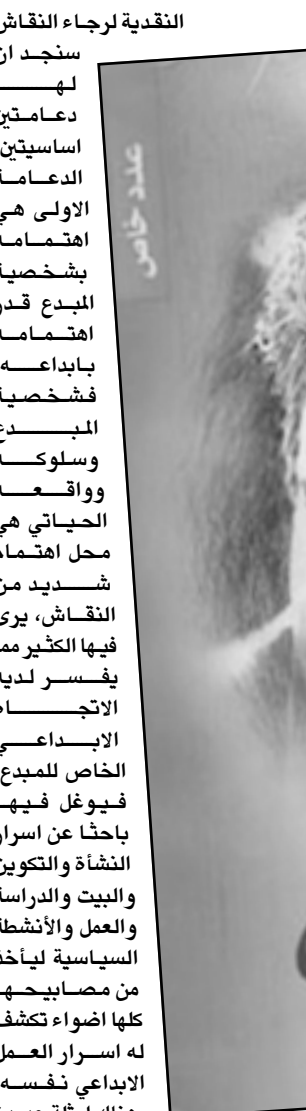 النقدية لرجاء النقاش
سنجد ان
لها
دعامتين
اساسيتين
الدعامة
الاولى هي
اهتمامه
بشخصية
المبدع قدر
اهتمامه
بابداعه
فشخصية
المبدع
وسلوكه
وواقعه
الحياتي هي
محل اهتمام
شديد من
النقاش، يرى
فيها الكثير مما
يفسر لديه
الاتجاه
الابداعي
الخاص للمبدع
فيوغل فيها
باحثا عن اسرار
النشأة والتكوين
والبيت والدراسة
والعمل والأنشطة
السياسية ليأخذ
من مصابيحها
كلها اضواء تكشف
له اسرار العمل
الابداعي نفسه
عدد خاص